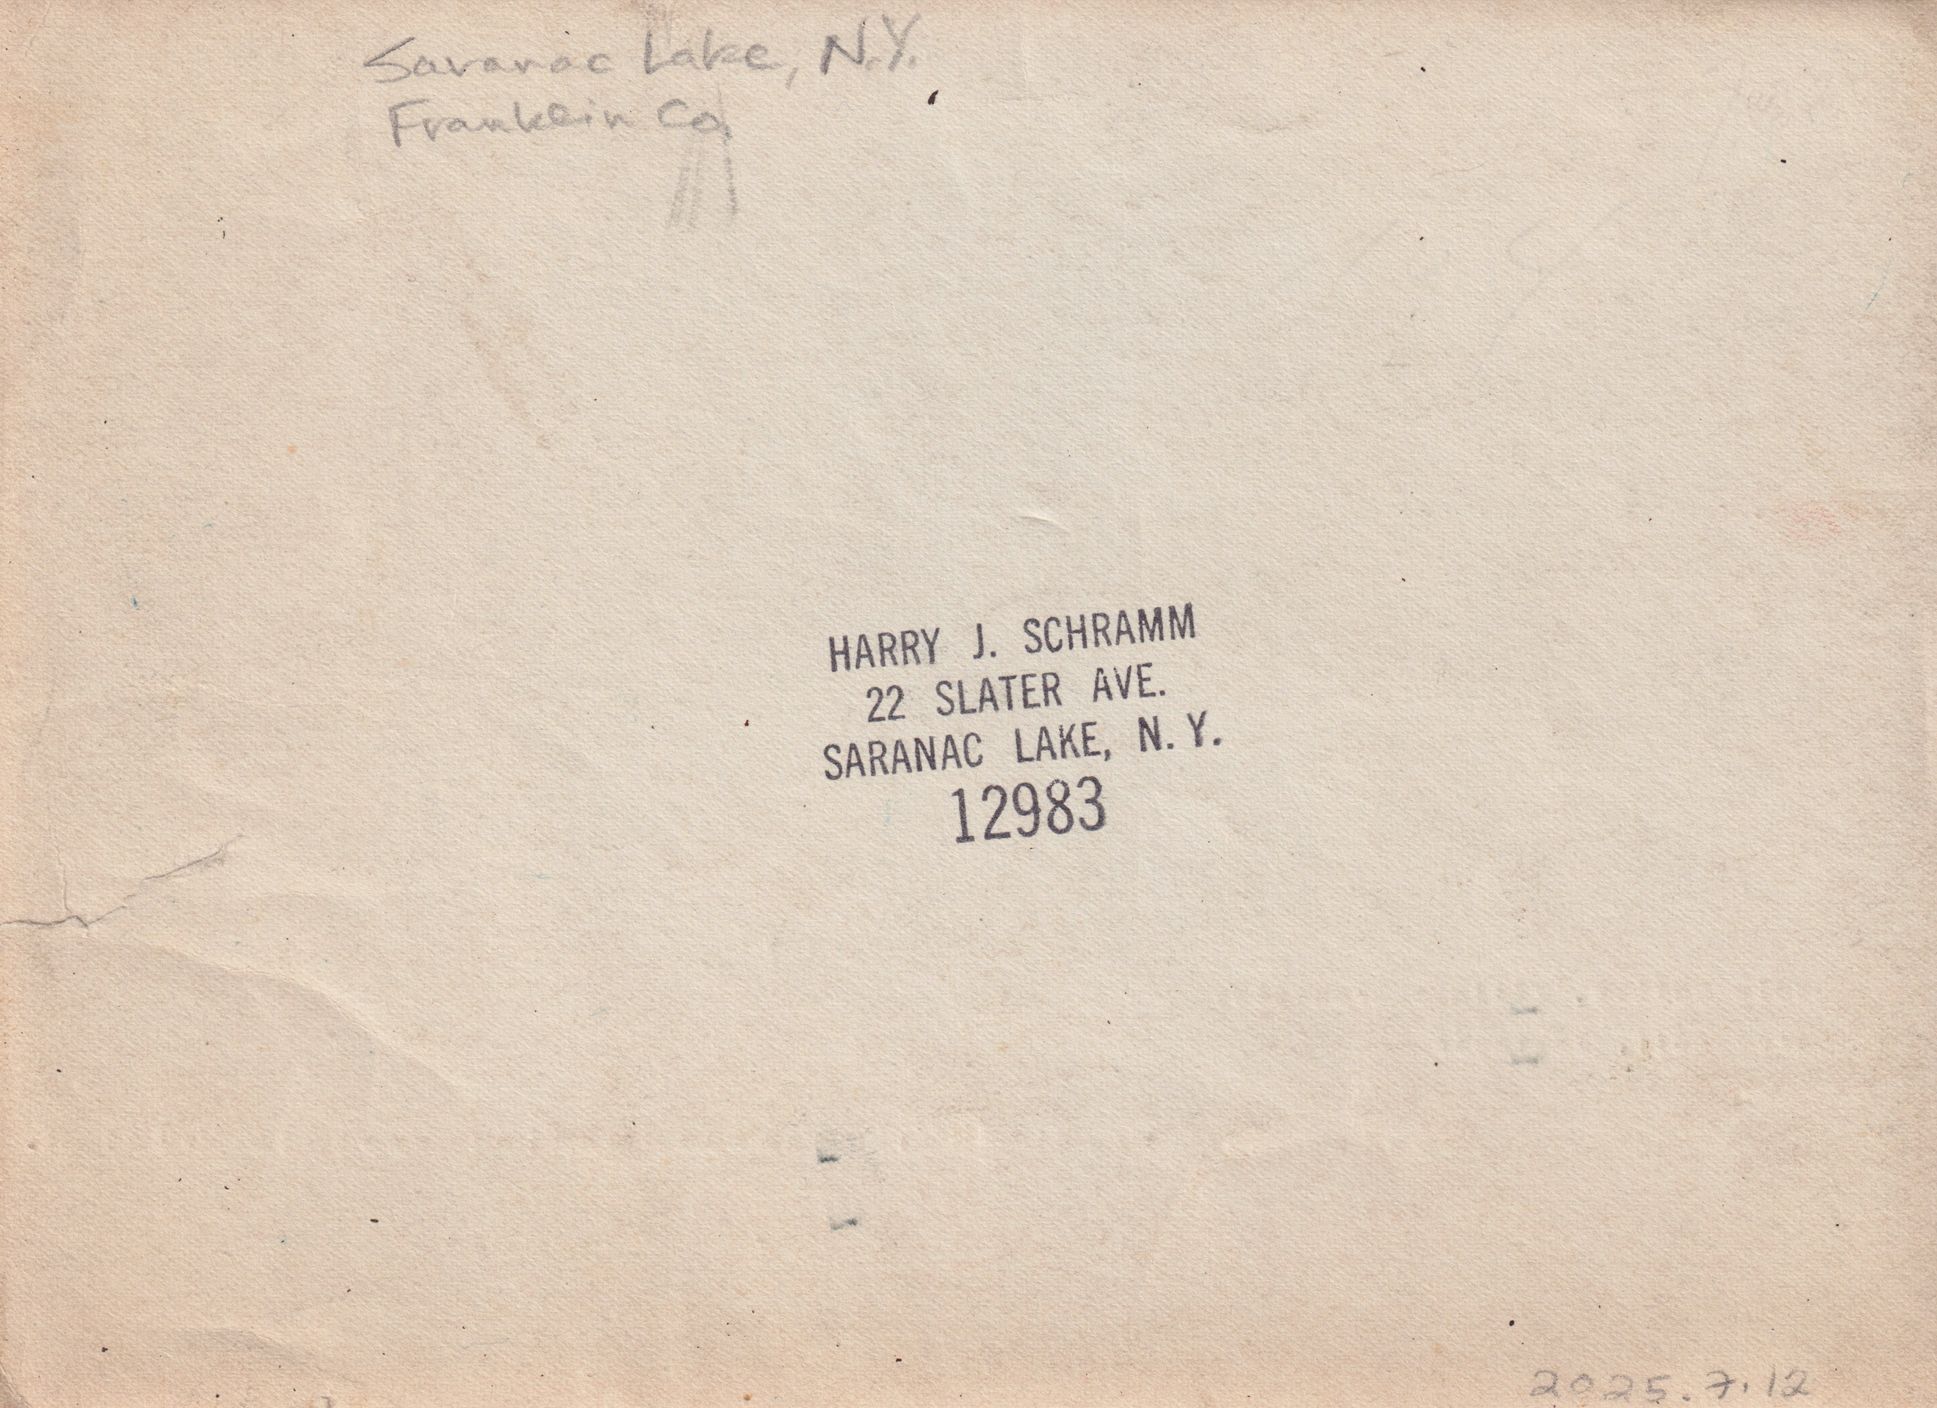 Saranac Lake, N.Y.
Franklin Co.
HARRY J. SCHRAMM
22 SLATER AVE.
SARANAC LAKE, N. Y.
12983
2025.7.12